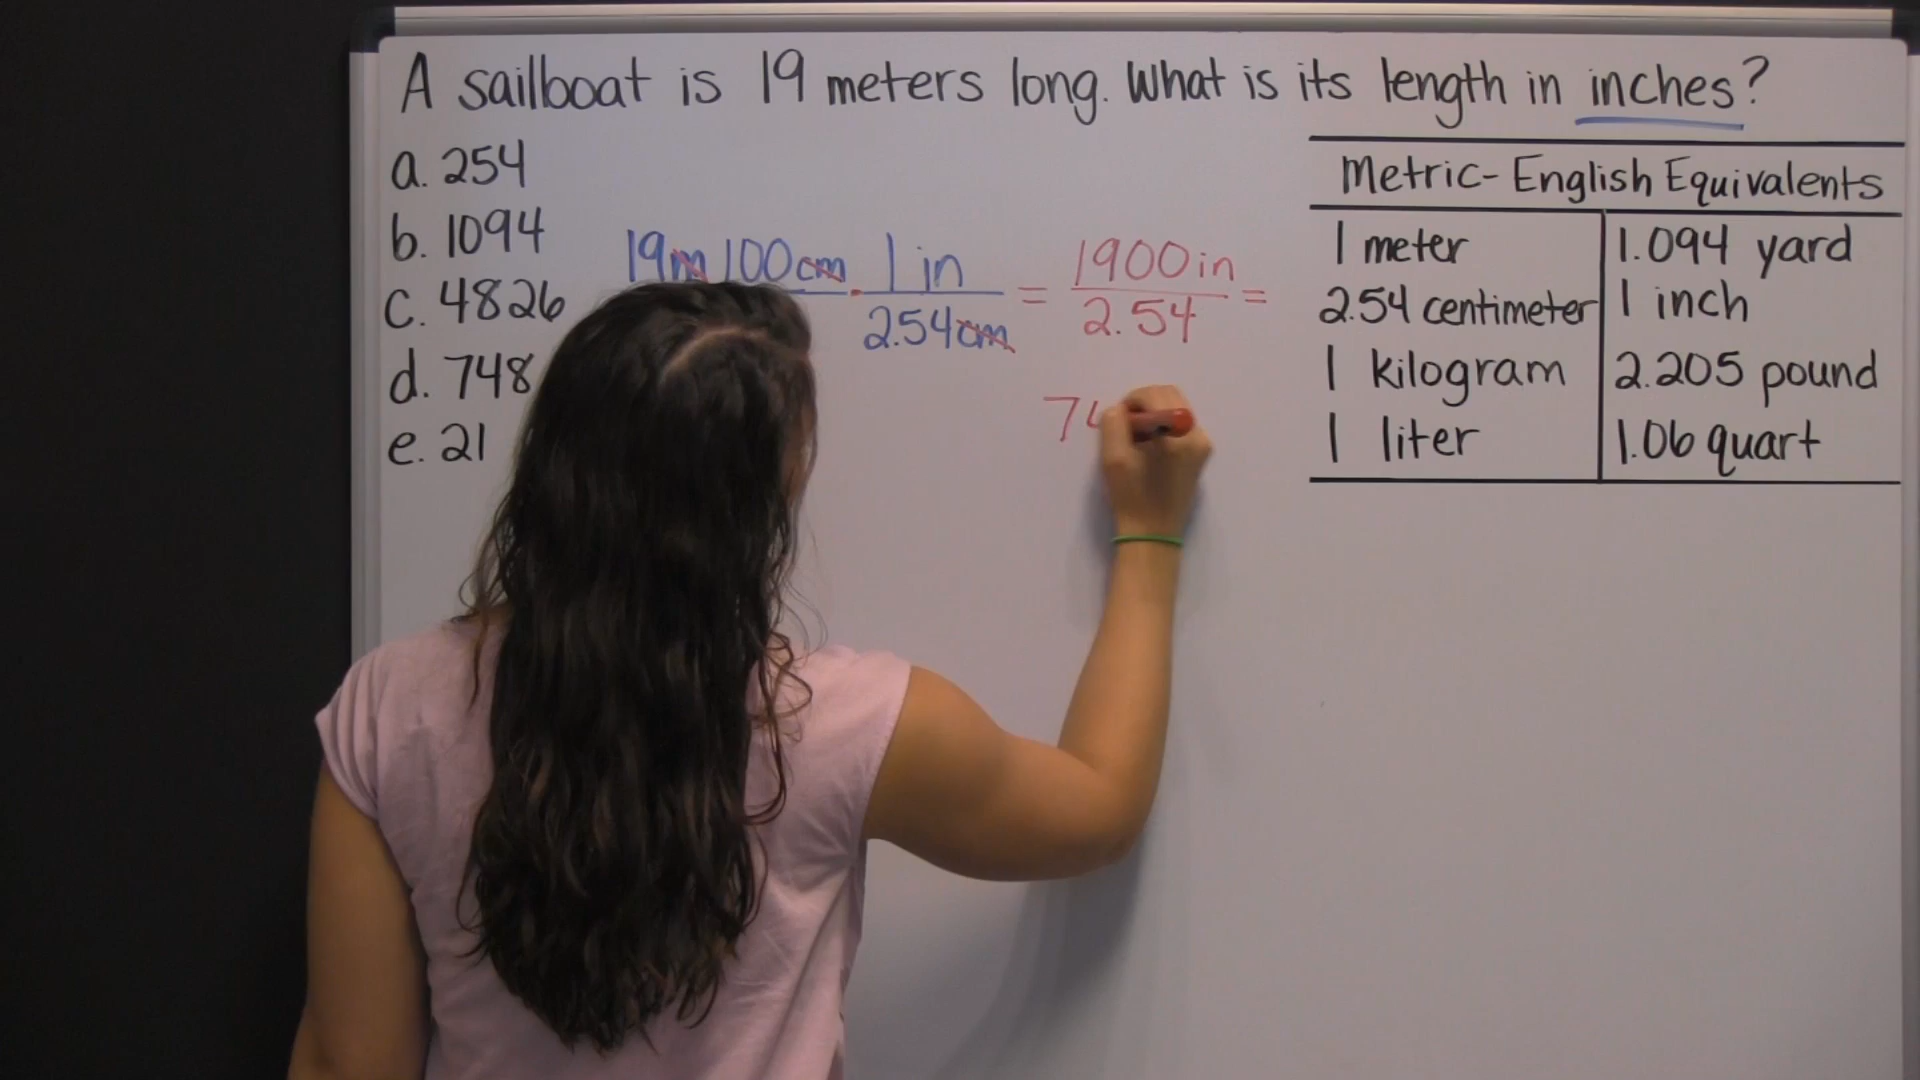 A sailboat is 19 meters long. What is its length in inches?
a. 254
b. 1094
c. 4826
d. 748
e. 21
19m 100cm · 1 in = 1900in =
2.54cm 2.54
74
Metric-English Equivalents
1 meter 1.094 yard
2.54 centimeter 1 inch
1 kilogram 2.205 pound
1 liter 1.06 quart